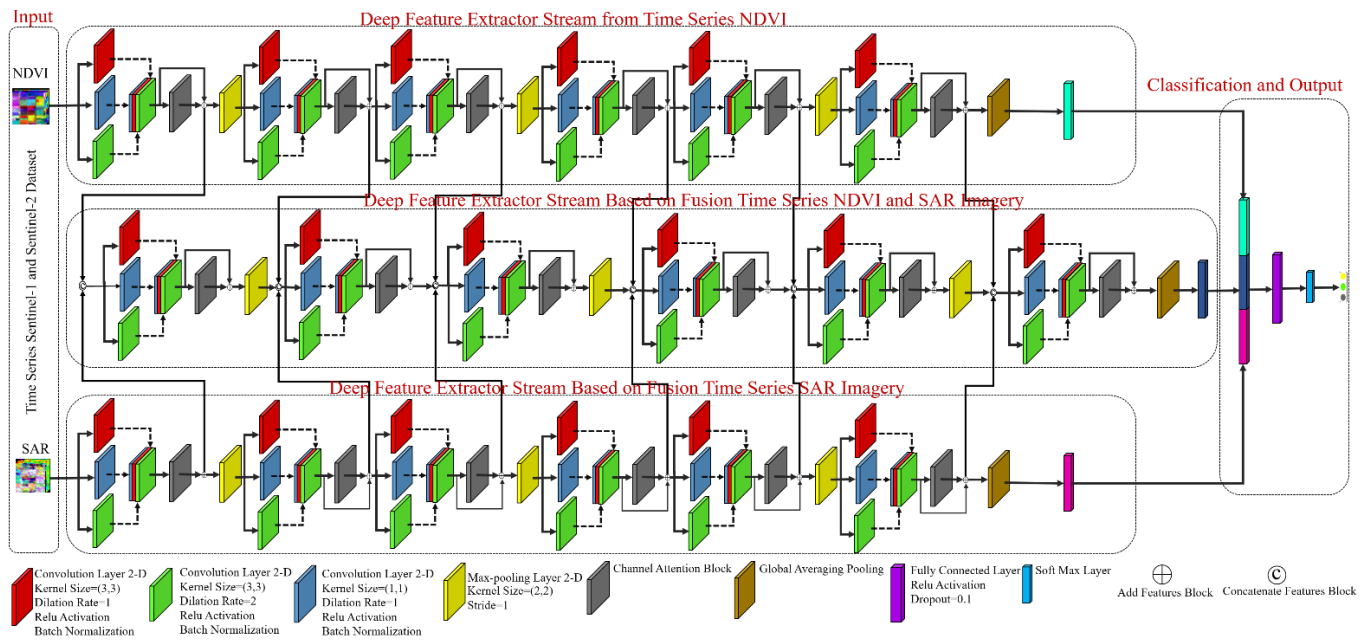 Input
Deep Feature Extractor Stream from Time Series NDVI
NDVI
Classification and Output
Time Series Sentinel-1 and Sentinel-2 Dataset
Deep Feature Extractor Stream Based on Fusion Time Series NDVI and SAR Imagery
Deep Feature Extractor Stream Based on Fusion Time Series SAR Imagery
SAR
Convolution Layer 2-D
Kernel Size=(3,3)
Dilation Rate=1
Relu Activation
Batch Normalization
Convolution Layer 2-D
Kernel Size=(3,3)
Dilation Rate=2
Relu Activation
Batch Normalization
Convolution Layer 2-D
Kernel Size=(1,1)
Dilation Rate=1
Relu Activation
Batch Normalization
Max-pooling Layer 2-D
Kernel Size=(2,2)
Stride=1
Channel Attention Block
Global Averaging Pooling
Fully Connected Layer
Relu Activation
Dropout=0.1
Soft Max Layer
Add Features Block
Concatenate Features Block